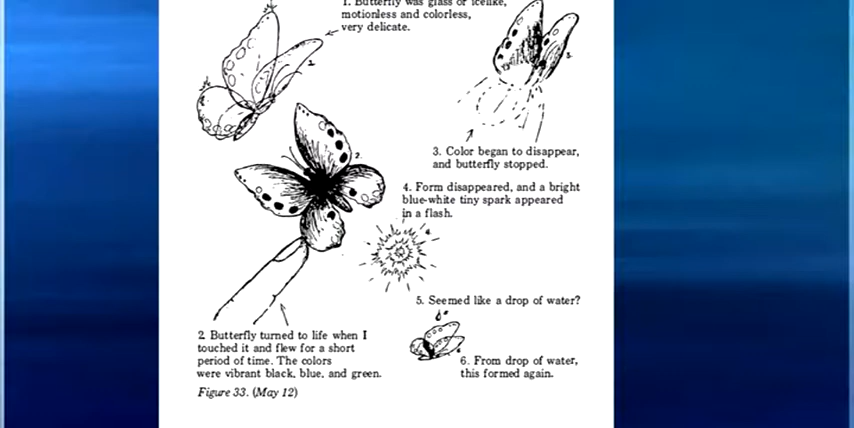 1. Butterfly was glass or icelike,
motionless and colorless,
very delicate.
3. Color began to disappear,
and butterfly stopped.
4. Form disappeared, and a bright
blue-white tiny spark appeared
in a flash.
5. Seemed like a drop of water?
2. Butterfly turned to life when I
touched it and flew for a short
period of time. The colors
were vibrant black, blue, and green.
6. From drop of water,
this formed again.
Figure 33. (May 12)